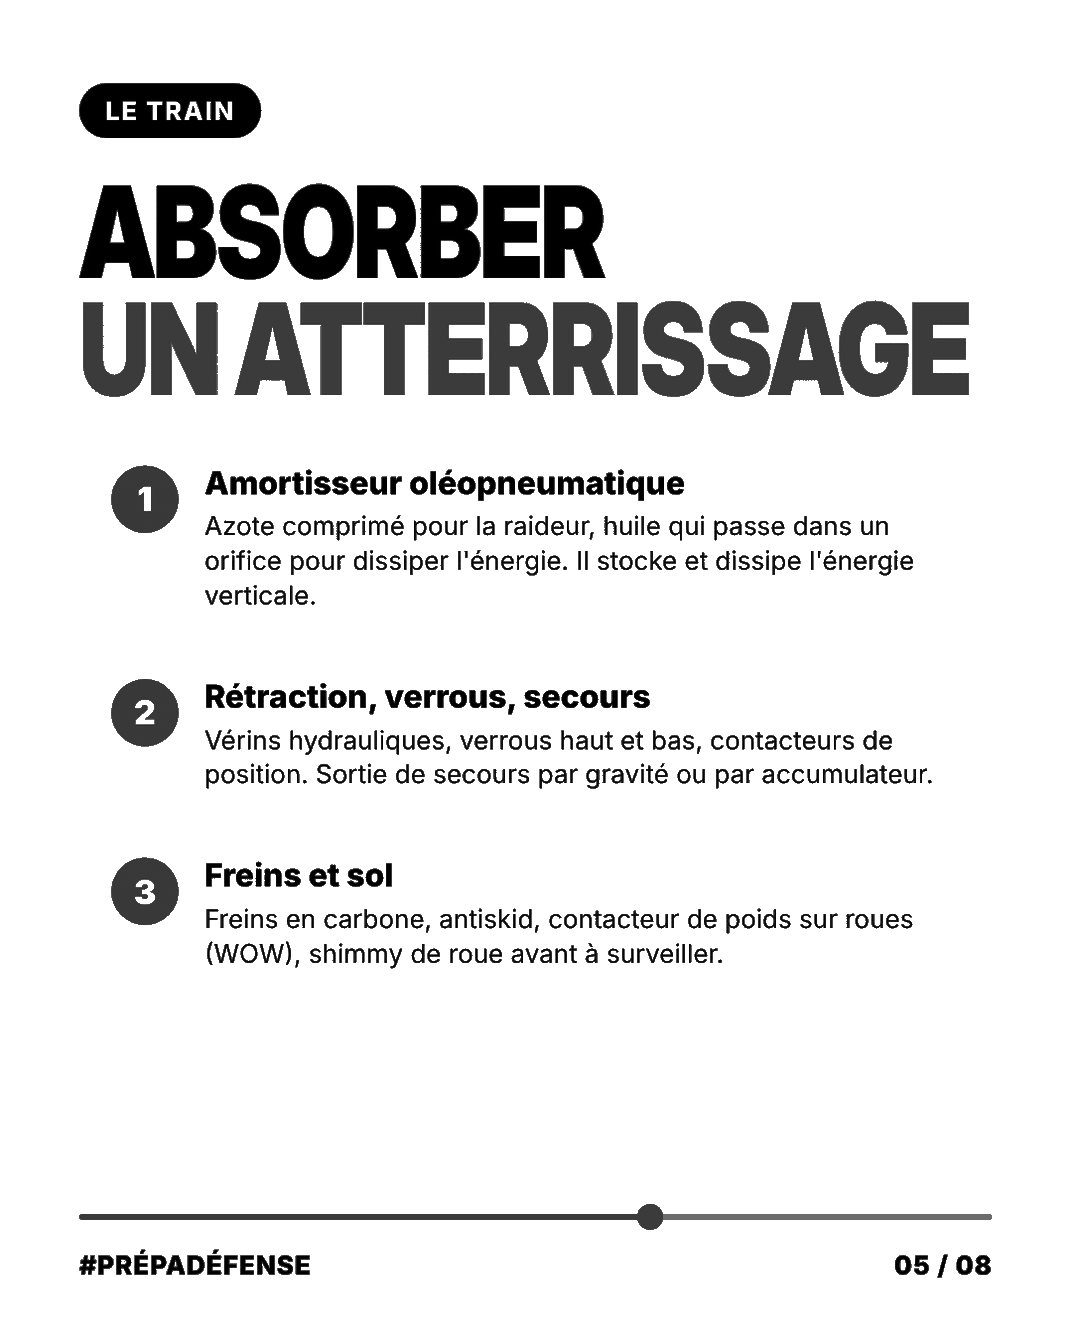 LE TRAIN
ABSORBER
UN ATTERRISSAGE
1
Amortisseur oléopneumatique
Azote comprimé pour la raideur, huile qui passe dans un
orifice pour dissiper l'énergie. Il stocke et dissipe l'énergie
verticale.
2
Rétraction, verrous, secours
Vérins hydrauliques, verrous haut et bas, contacteurs de
position. Sortie de secours par gravité ou par accumulateur.
3
Freins et sol
Freins en carbone, antiskid, contacteur de poids sur roues
(WOW), shimmy de roue avant à surveiller.
#PRÉPADÉFENSE
05 / 08